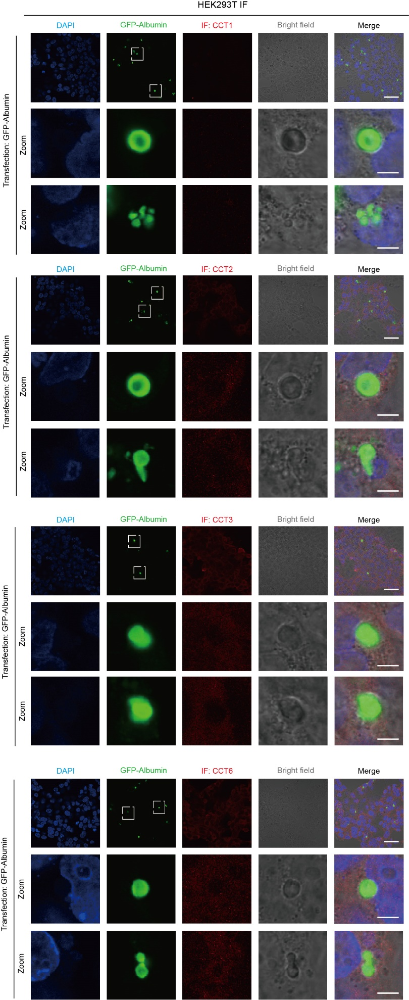 HEK293T IF
DAPI GFP-Albumin IF: CCT1 Bright field Merge
Transfection: GFP-Albumin
Zoom
Zoom
DAPI GFP-Albumin IF: CCT2 Bright field Merge
Transfection: GFP-Albumin
Zoom
Zoom
DAPI GFP-Albumin IF: CCT3 Bright field Merge
Transfection: GFP-Albumin
Zoom
Zoom
DAPI GFP-Albumin IF: CCT6 Bright field Merge
Transfection: GFP-Albumin
Zoom
Zoom